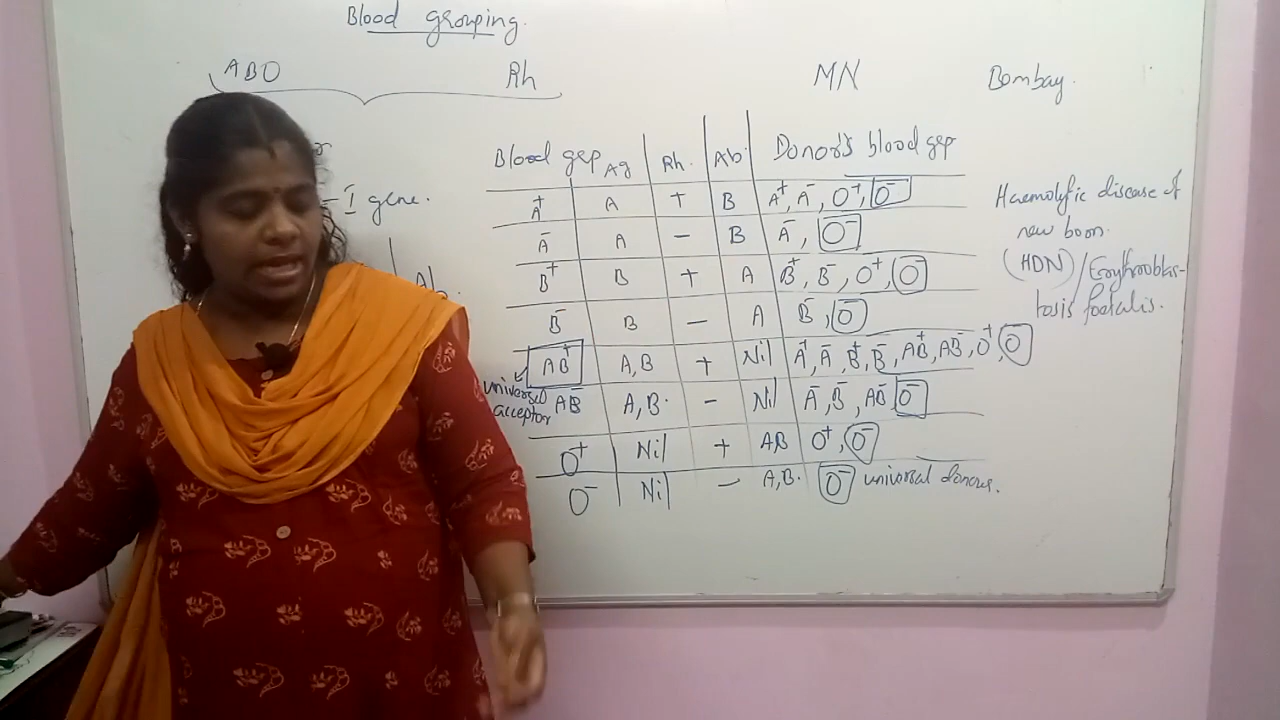 Blood grouping.
ABO Rh MN Bombay.
I gene.
Ab.
Blood grp Ag Rh. Ab. Donor's blood grp
A+ A + B A+, A-, O+, O-
A- A - B A-, O-
B+ B + A B+, B-, O+, O-
B- B - A B-, O-
AB+ A,B + Nil A+, A-, B+, B-, AB+, AB-, O+, O-
universal
acceptor
AB- A,B. - Nil A-, B-, AB- O-
O+ Nil + AB O+, O-
O- Nil - A,B. O- universal donors.
Haemolytic disease of
new born.
(HDN)/Erythroblas-
tosis foetalis.